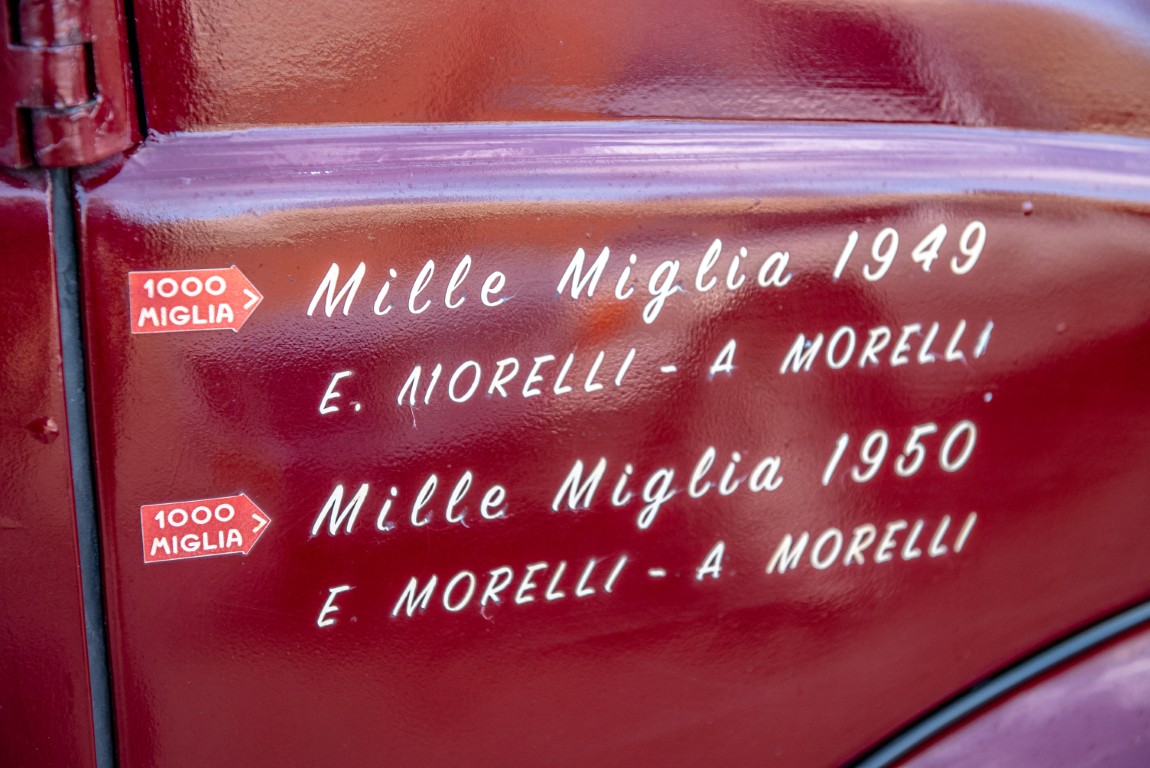 1000
MIGLIA
Mille Miglia 1949
E. MORELLI - A MORELLI
1000
MIGLIA
Mille Miglia 1950
E MORELLI - A MORELLI